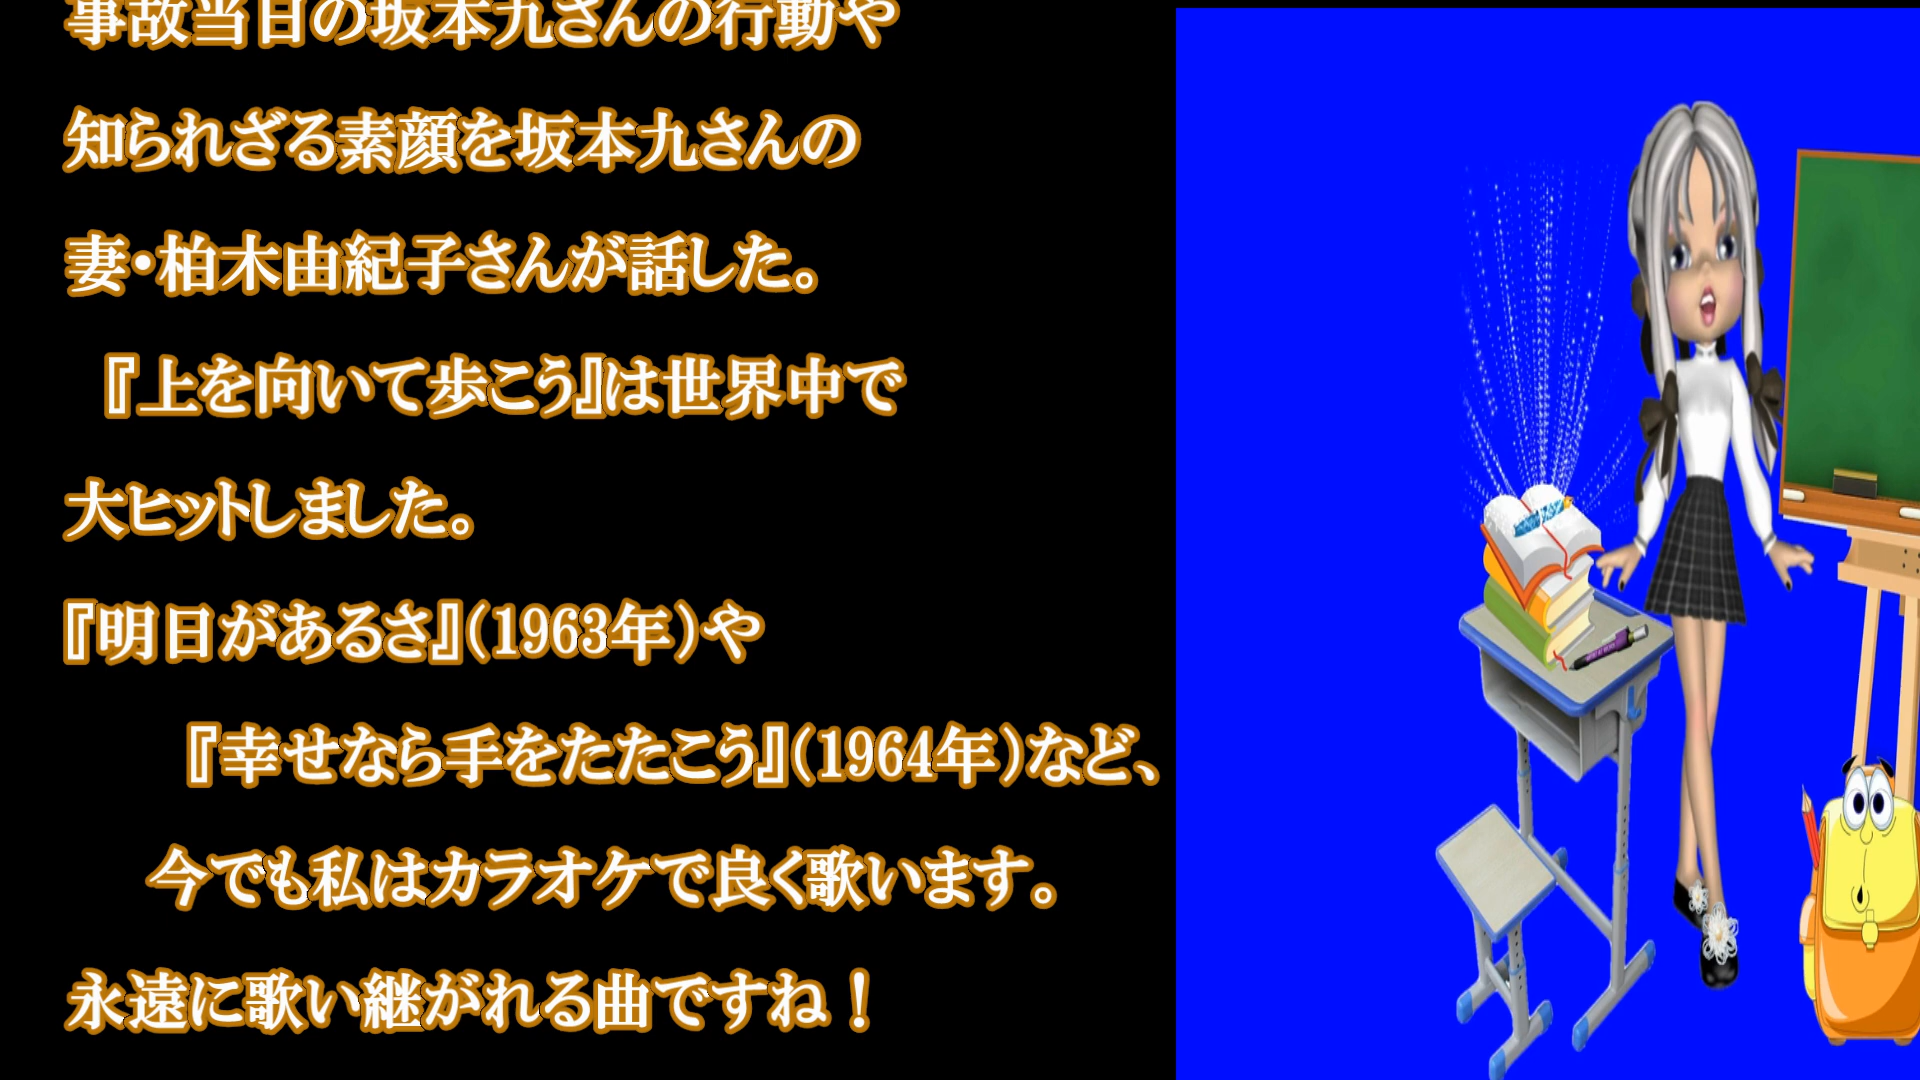 事故当日の坂本九さんの行動や
知られざる素顔を坂本九さんの
妻・柏木由紀子さんが話した。
『上を向いて歩こう』は世界中で
大ヒットしました。
『明日があるさ』（1963年）や
『幸せなら手をたたこう』（1964年）など、
今でも私はカラオケで良く歌います。
永遠に歌い継がれる曲ですね！